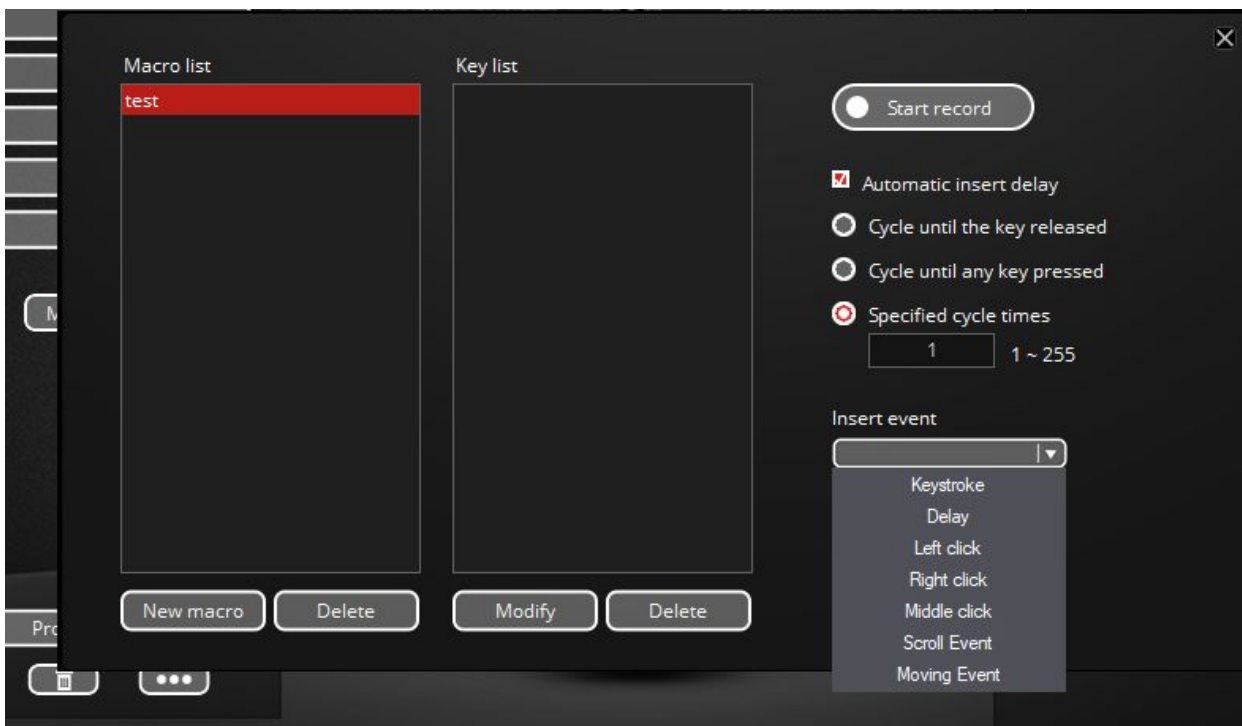 Macro list
test
New macro
Delete
Key list
Modify
Delete
Start record
Automatic insert delay
Cycle until the key released
Cycle until any key pressed
Specified cycle times
1
1 ~ 255
Insert event
Keystroke
Delay
Left click
Right click
Middle click
Scroll Event
Moving Event